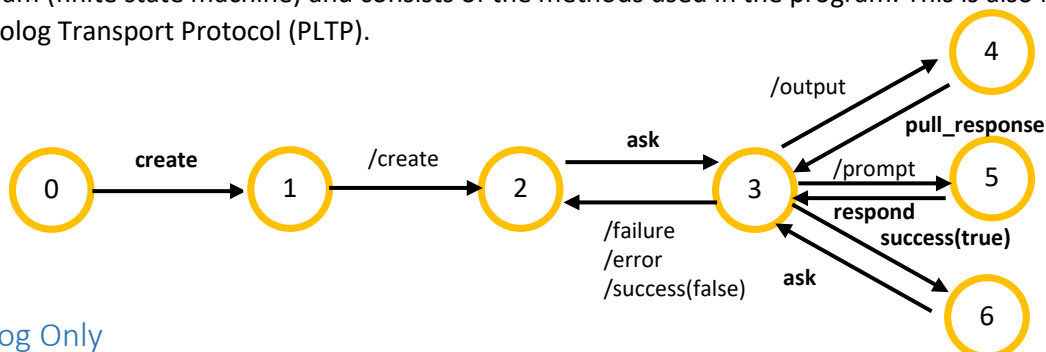 (finite state machine) and consists of the methods used in the program. This is also
olog Transport Protocol (PLTP).
4
/output
pull_response
create
/create
ask
/prompt
0
1
2
3
5
respond
/failure
success(true)
/error
ask
/success(false)
6
og Only